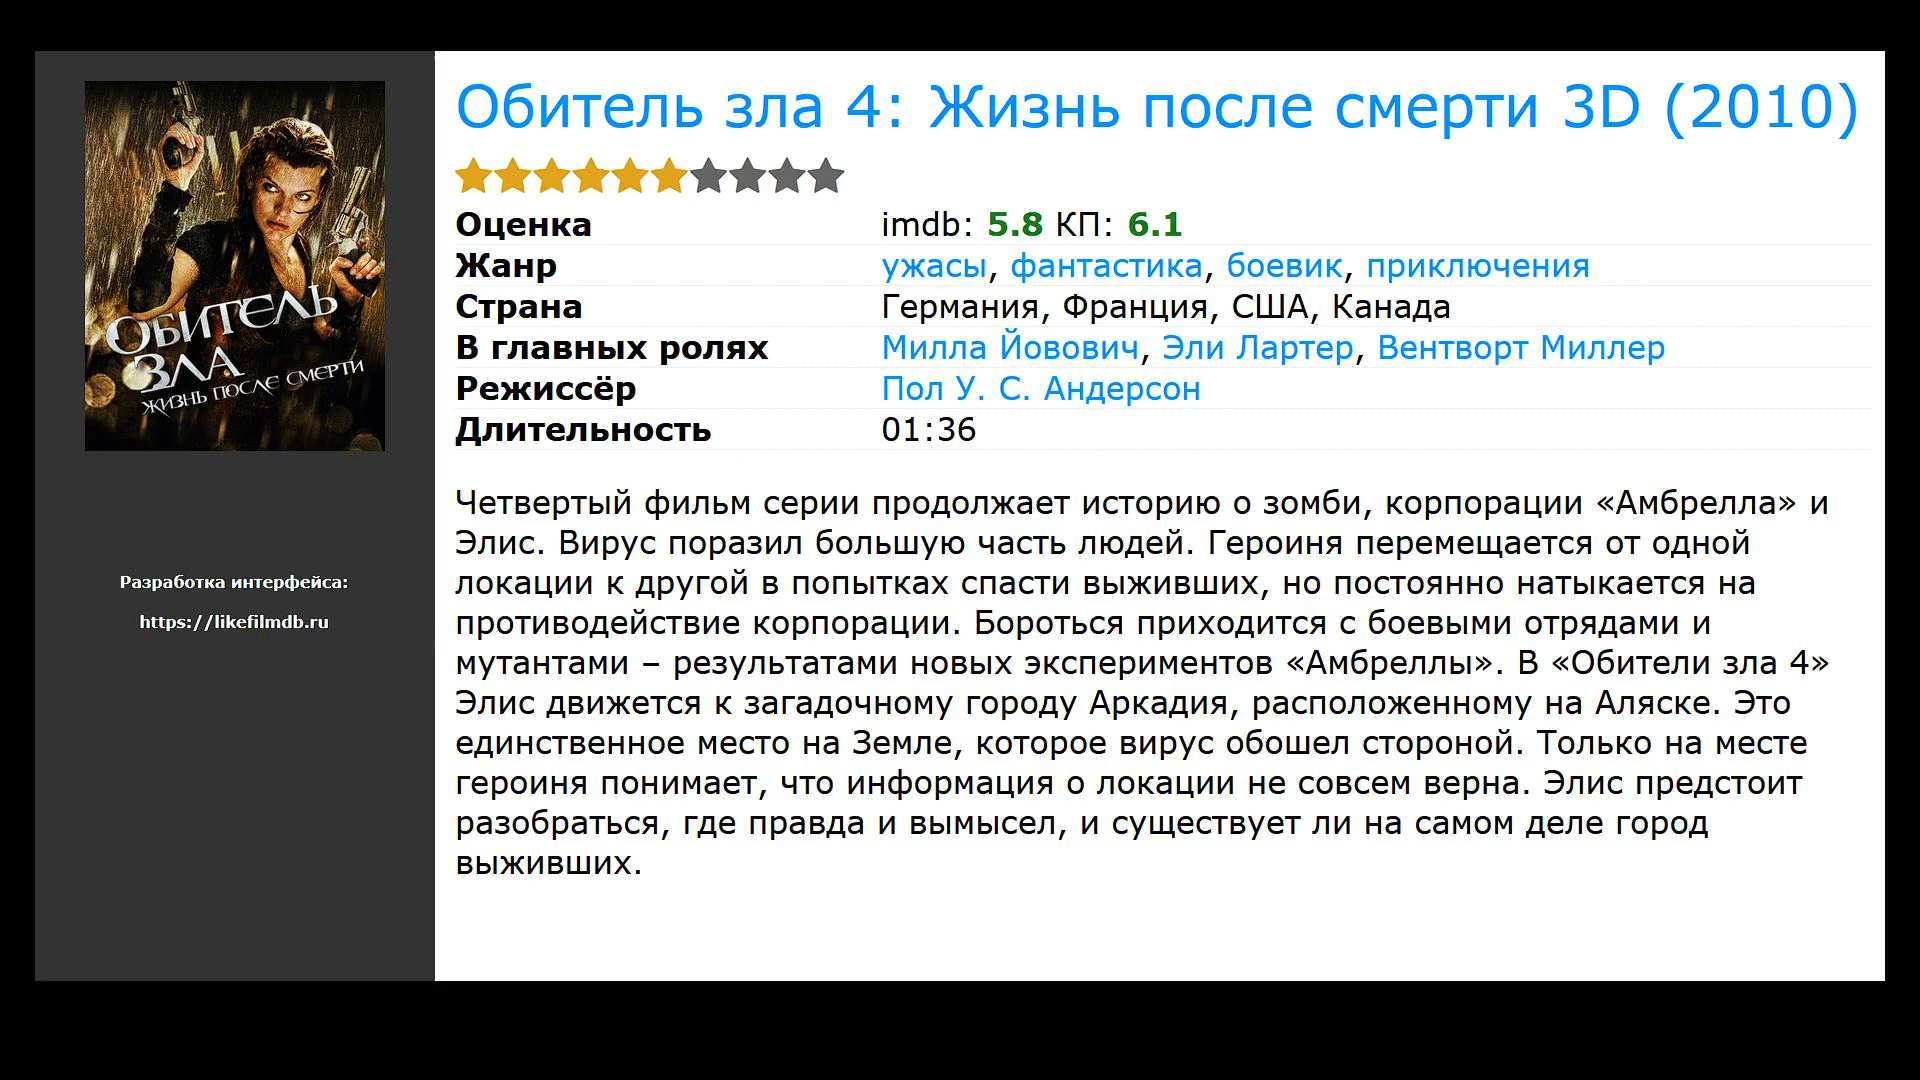 ОБИТЕЛЬ
ЗЛА
ЖИЗНЬ ПОСЛЕ СМЕРТИ
Разработка интерфейса:
https://likefilmdb.ru
Обитель зла 4: Жизнь после смерти 3D (2010)
Оценка imdb: 5.8 КП: 6.1
Жанр ужасы, фантастика, боевик, приключения
Страна Германия, Франция, США, Канада
В главных ролях Милла Йовович, Эли Лартер, Вентворт Миллер
Режиссёр Пол У. С. Андерсон
Длительность 01:36
Четвертый фильм серии продолжает историю о зомби, корпорации «Амбрелла» и
Элис. Вирус поразил большую часть людей. Героиня перемещается от одной
локации к другой в попытках спасти выживших, но постоянно натыкается на
противодействие корпорации. Бороться приходится с боевыми отрядами и
мутантами – результатами новых экспериментов «Амбреллы». В «Обители зла 4»
Элис движется к загадочному городу Аркадия, расположенному на Аляске. Это
единственное место на Земле, которое вирус обошел стороной. Только на месте
героиня понимает, что информация о локации не совсем верна. Элис предстоит
разобраться, где правда и вымысел, и существует ли на самом деле город
выживших.